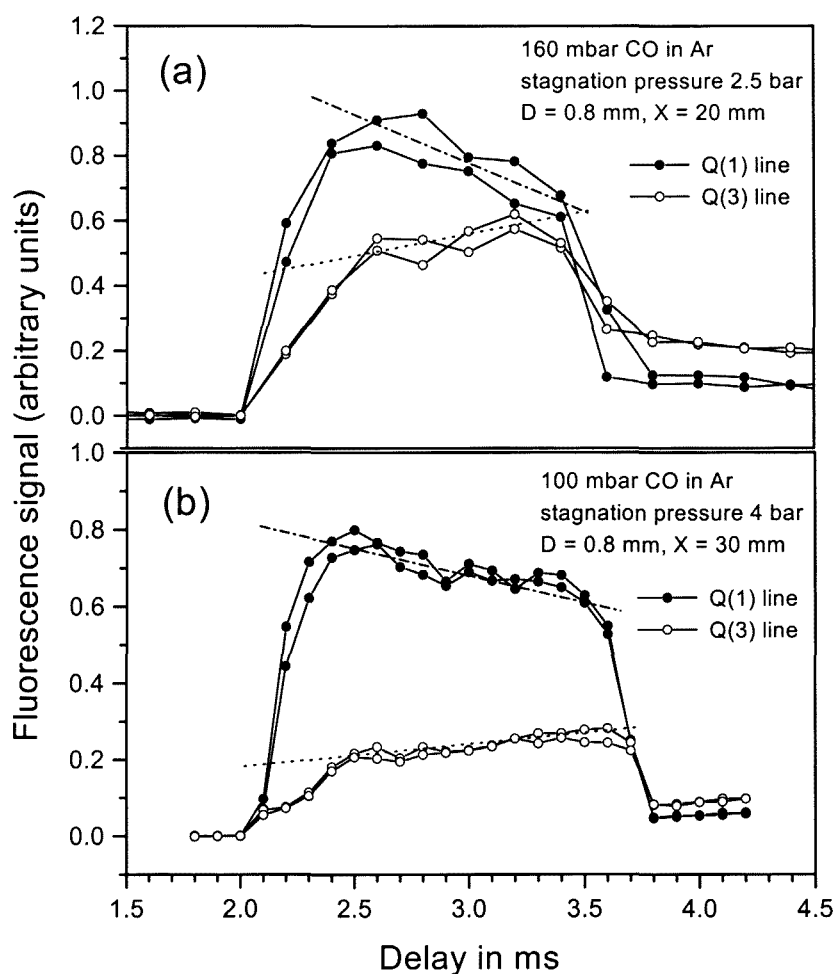 1.2
1.0
0.8
0.6
0.4
0.2
0.0
(a)
160 mbar CO in Ar
stagnation pressure 2.5 bar
D = 0.8 mm, X = 20 mm
Q(1) line
Q(3) line
Fluorescence signal (arbitrary units)
1.0
0.8
0.6
0.4
0.2
0.0
(b)
100 mbar CO in Ar
stagnation pressure 4 bar
D = 0.8 mm, X = 30 mm
Q(1) line
Q(3) line
1.5 2.0 2.5 3.0 3.5 4.0 4.5
Delay in ms